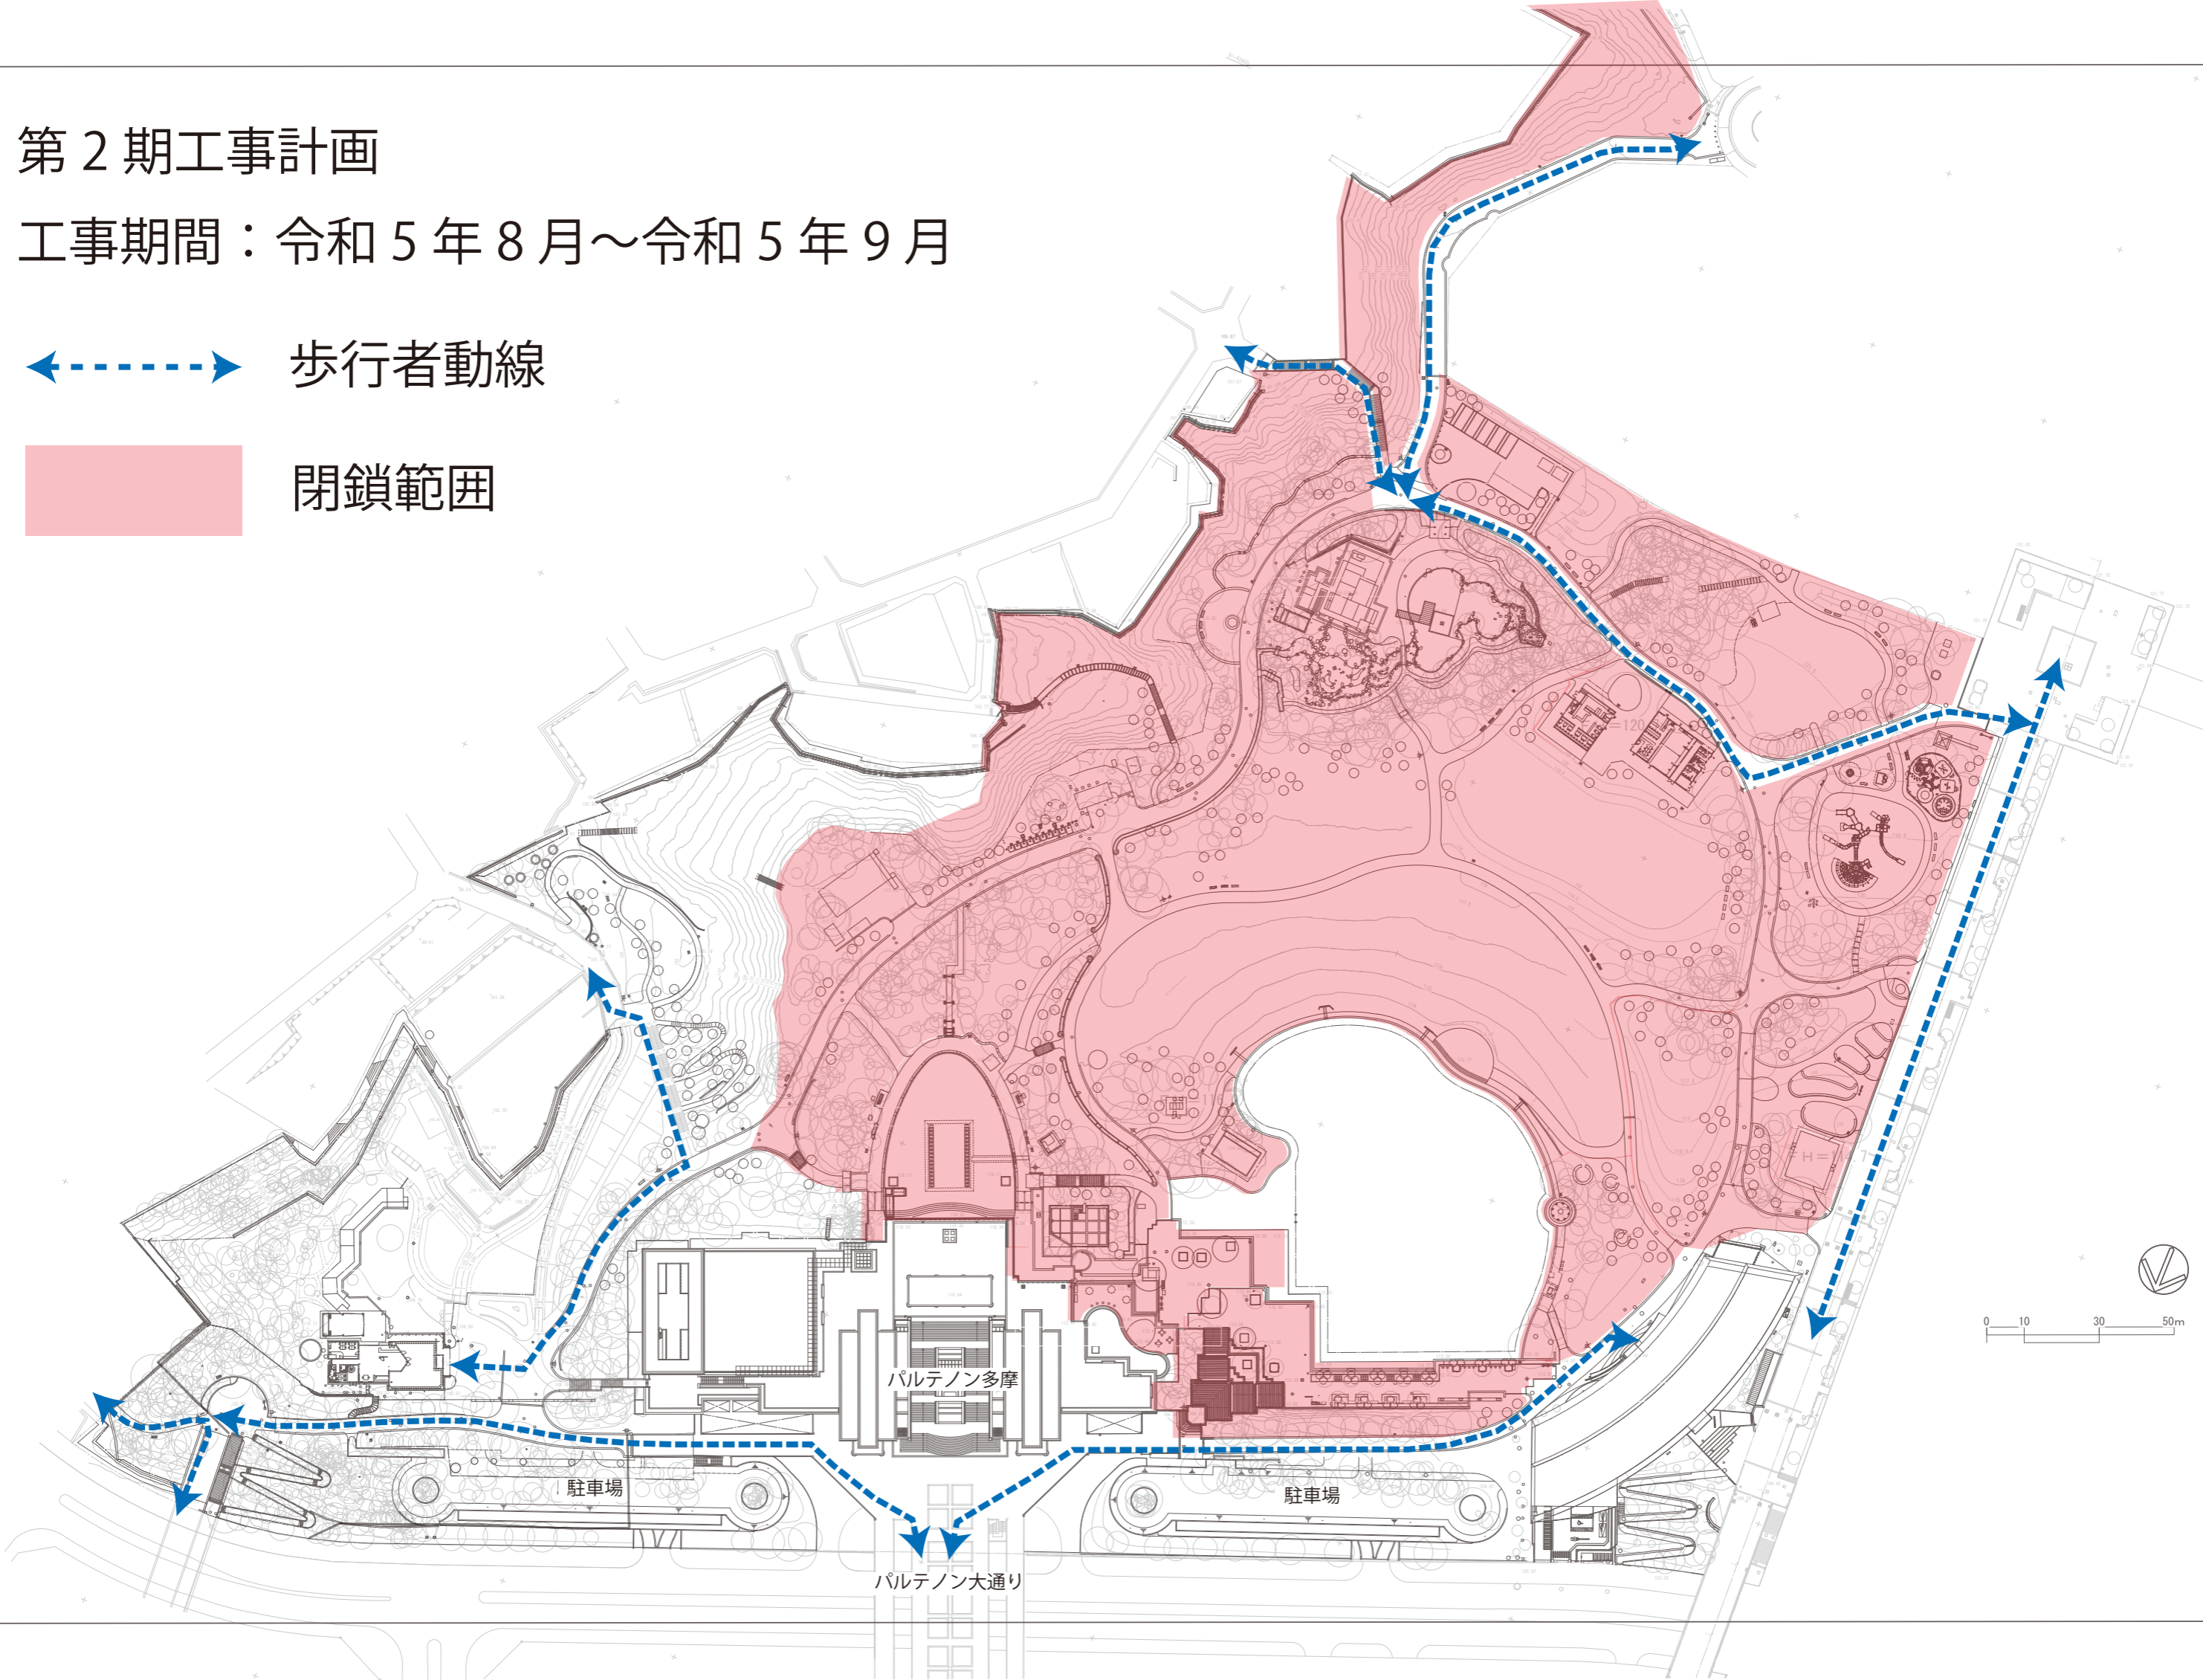 第 2 期工事計画
工事期間：令和 5 年 8 月～令和 5 年 9 月
歩行者動線
閉鎖範囲
パルテノン多摩
駐車場
駐車場
パルテノン大通り
0 10 30 50m